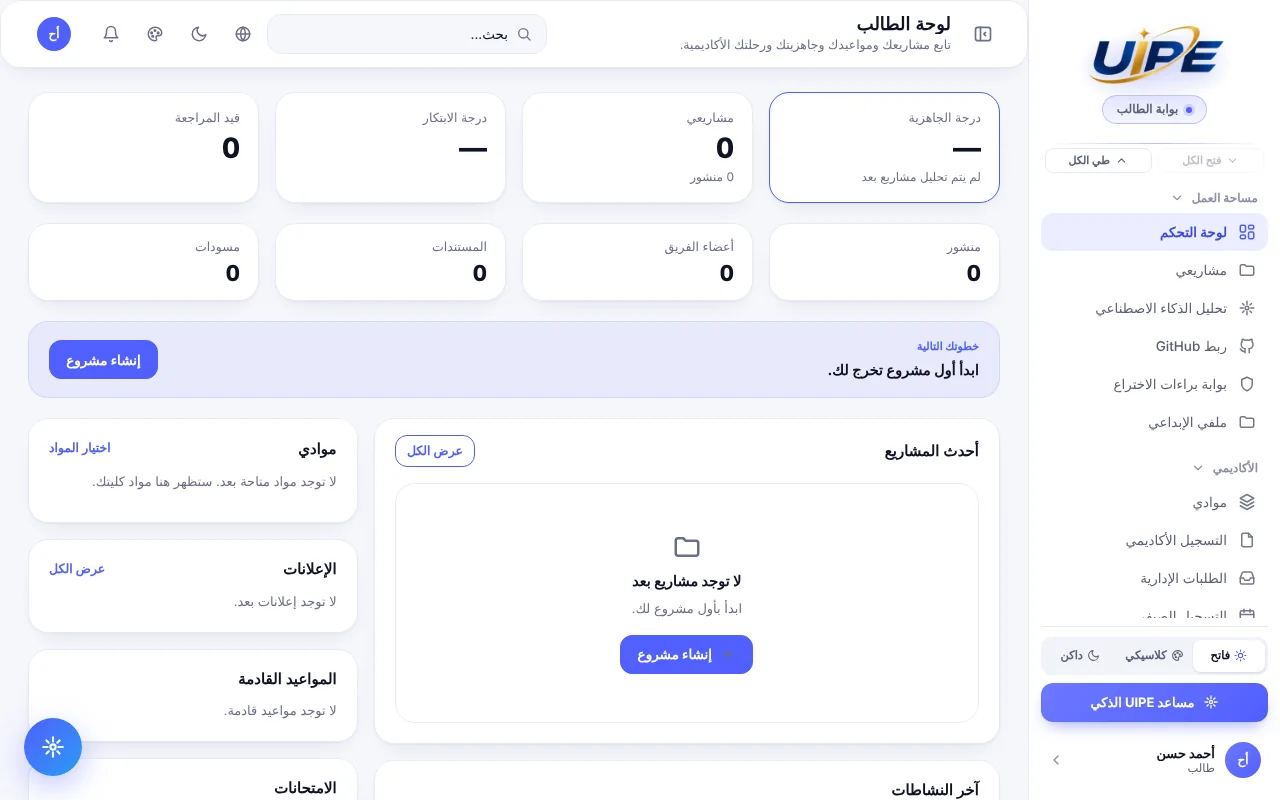 UIPE
بوابة الطالب
فتح الكل
طي الكل
مساحة العمل
لوحة التحكم
مشاريعي
تحليل الذكاء الاصطناعي
ربط GitHub
بوابة براءات الاختراع
ملفي الإبداعي
الأكاديمي
موادي
التسجيل الأكاديمي
الطلبات الإدارية
التسجيل الصيفي
فاتح
كلاسيكي
داكن
مساعد UIPE الذكي
أح
أحمد حسن
طالب
لوحة الطالب
تابع مشاريعك ومواعيدك وجاهزيتك ورحلتك الأكاديمية.
بحث...
أح
درجة الجاهزية
—
لم يتم تحليل مشاريع بعد
مشاريعي
0
0 منشور
درجة الابتكار
—
قيد المراجعة
0
منشور
0
أعضاء الفريق
0
المستندات
0
مسودات
0
خطوتك التالية
ابدأ أول مشروع تخرج لك.
إنشاء مشروع
أحدث المشاريع
عرض الكل
لا توجد مشاريع بعد
ابدأ بأول مشروع لك.
إنشاء مشروع
آخر النشاطات
موادي
اختيار المواد
لا توجد مواد متاحة بعد. ستظهر هنا مواد كليتك.
الإعلانات
عرض الكل
لا توجد إعلانات بعد.
المواعيد القادمة
لا توجد مواعيد قادمة.
الامتحانات